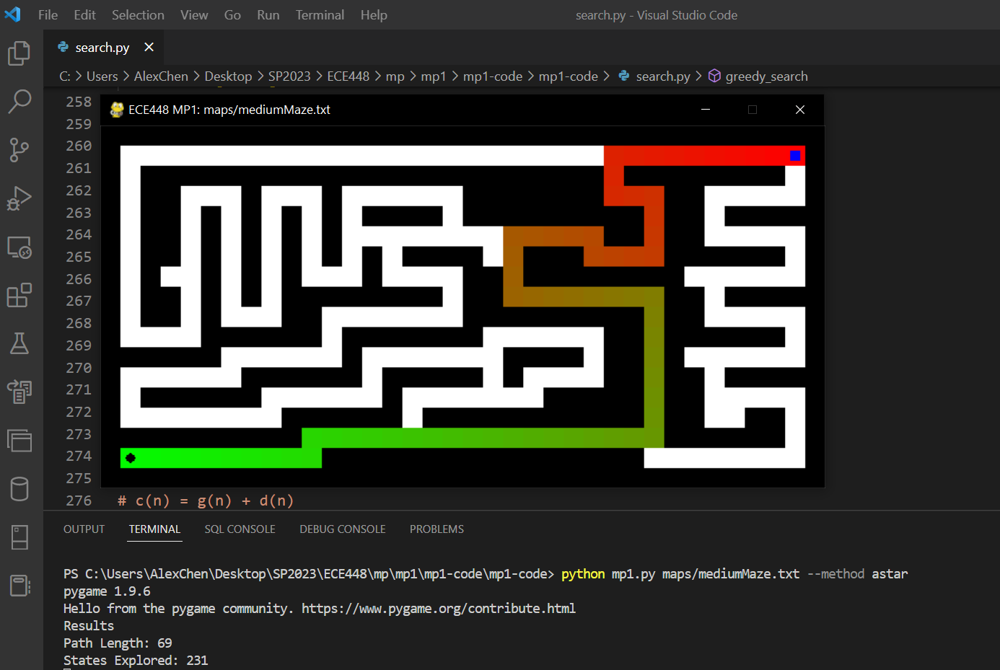 File Edit Selection View Go Run Terminal Help search.py - Visual Studio Code
search.py
C: > Users > AlexChen > Desktop > SP2023 > ECE448 > mp > mp1 > mp1-code > mp1-code > search.py > greedy_search
258
ECE448 MP1: maps/mediumMaze.txt
259
260
261
262
263
264
265
266
267
268
269
270
271
272
273
274
275
276 # c(n) = g(n) + d(n)
OUTPUT TERMINAL SQL CONSOLE DEBUG CONSOLE PROBLEMS
PS C:\Users\AlexChen\Desktop\SP2023\ECE448\mp\mp1\mp1-code\mp1-code> python mp1.py maps/mediumMaze.txt --method astar
pygame 1.9.6
Hello from the pygame community. https://www.pygame.org/contribute.html
Results
Path Length: 69
States Explored: 231